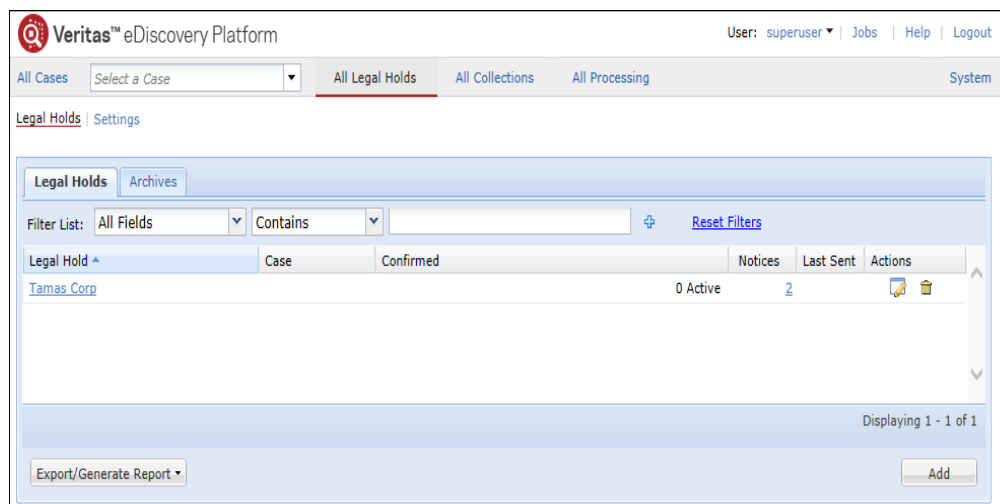 Veritas™ eDiscovery Platform
User: superuser | Jobs | Help | Logout
All Cases Select a Case All Legal Holds All Collections All Processing System
Legal Holds | Settings
Legal Holds Archives
Filter List: All Fields Contains Reset Filters
Legal Hold Case Confirmed Notices Last Sent Actions
Tamas Corp 0 Active 2
Displaying 1 - 1 of 1
Export/Generate Report Add